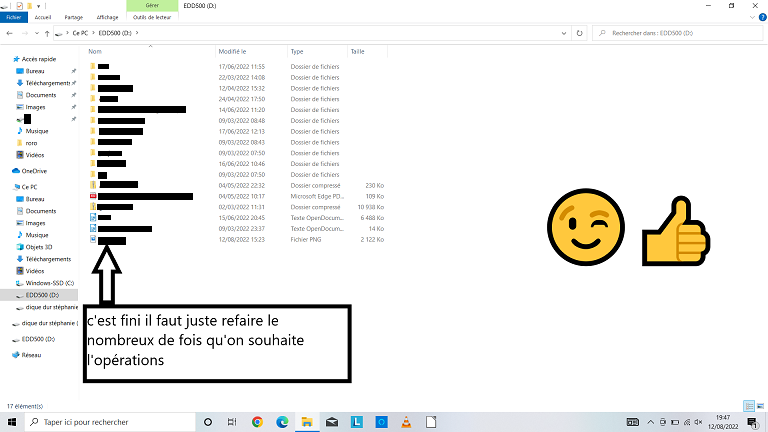 Gérer
EDD500 (D:)
Fichier
Accueil
Partage
Affichage
Outils de lecteur
Ce PC > EDD500 (D:) >
Rechercher dans : EDD500 (D:)
Nom
Modifié le
Type
Taille
17/06/2022 11:55 Dossier de fichiers
22/03/2022 14:08 Dossier de fichiers
12/04/2022 15:32 Dossier de fichiers
24/04/2022 17:50 Dossier de fichiers
14/06/2022 11:20 Dossier de fichiers
09/03/2022 08:48 Dossier de fichiers
17/06/2022 12:13 Dossier de fichiers
09/03/2022 08:43 Dossier de fichiers
09/03/2022 07:50 Dossier de fichiers
16/06/2022 10:46 Dossier de fichiers
09/03/2022 07:50 Dossier de fichiers
04/05/2022 22:32 Dossier compressé 230 Ko
04/05/2022 10:17 Microsoft Edge PD... 393 Ko
02/03/2022 11:31 Dossier compressé 10 938 Ko
15/06/2022 20:45 Texte OpenDocum... 6 488 Ko
09/03/2022 23:37 Texte OpenDocum... 14 Ko
12/08/2022 15:23 Fichier PNG 2 122 Ko
Accès rapide
Bureau
Téléchargements
Documents
Images
Musique
roro
Vidéos
OneDrive
Ce PC
Bureau
Documents
Images
Musique
Objets 3D
Téléchargements
Vidéos
Windows-SSD (C:)
EDD500 (D:)
dique dur stéphanie
dique dur stéphanie (
EDD500 (D:)
Réseau
c'est fini il faut juste refaire le
nombreux de fois qu'on souhaite
l'opérations
17 élément(s)
Taper ici pour rechercher
19:47
12/08/2022